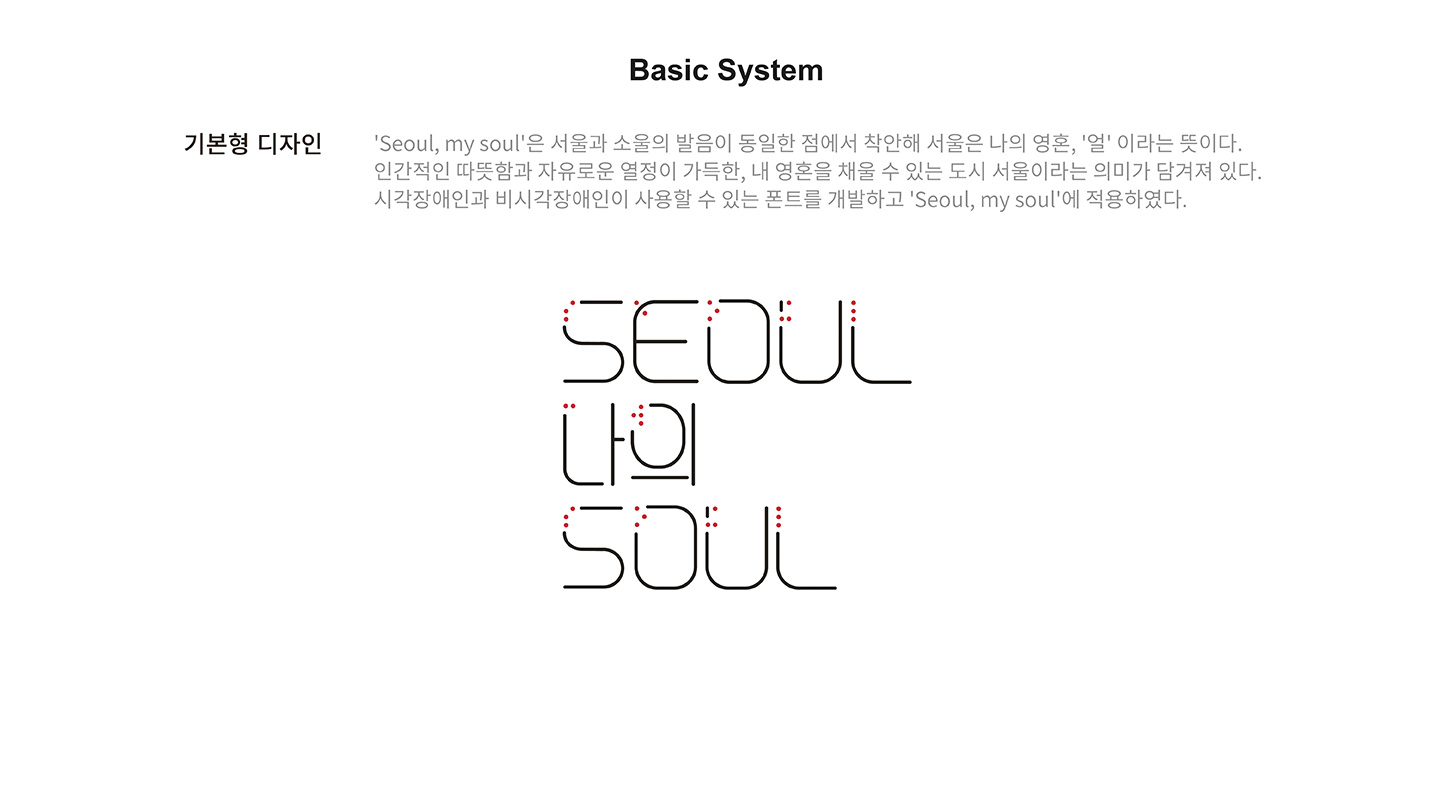 Basic System
기본형 디자인
'Seoul, my soul'은 서울과 소울의 발음이 동일한 점에서 착안해 서울은 나의 영혼, '얼' 이라는 뜻이다.
인간적인 따뜻함과 자유로운 열정이 가득한, 내 영혼을 채울 수 있는 도시 서울이라는 의미가 담겨져 있다.
시각장애인과 비시각장애인이 사용할 수 있는 폰트를 개발하고 'Seoul, my soul'에 적용하였다.
SEOUL
나의
SOUL